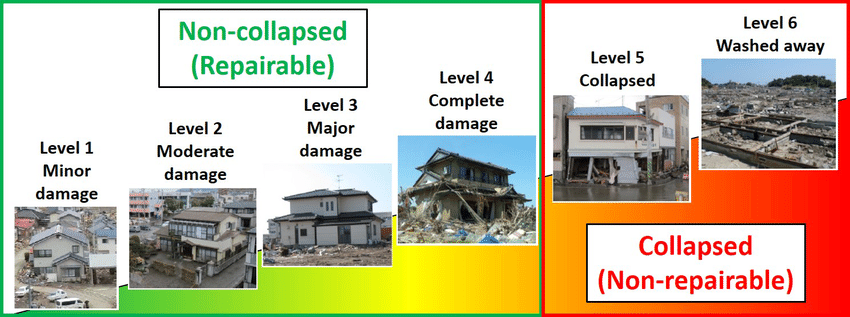 Non-collapsed
(Repairable)
Level 1
Minor
damage
Level 2
Moderate
damage
Level 3
Major
damage
Level 4
Complete
damage
Level 5
Collapsed
Level 6
Washed away
Collapsed
(Non-repairable)